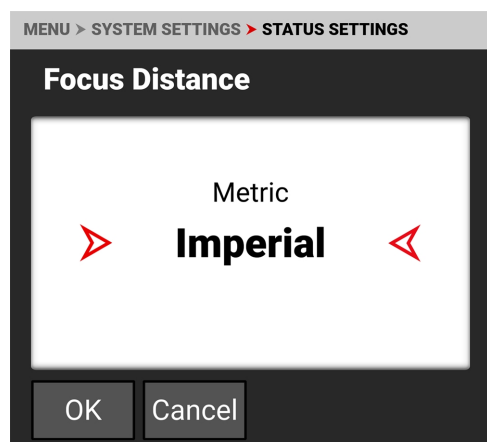 MENU > SYSTEM SETTINGS > STATUS SETTINGS
Focus Distance
Metric
Imperial
OK Cancel